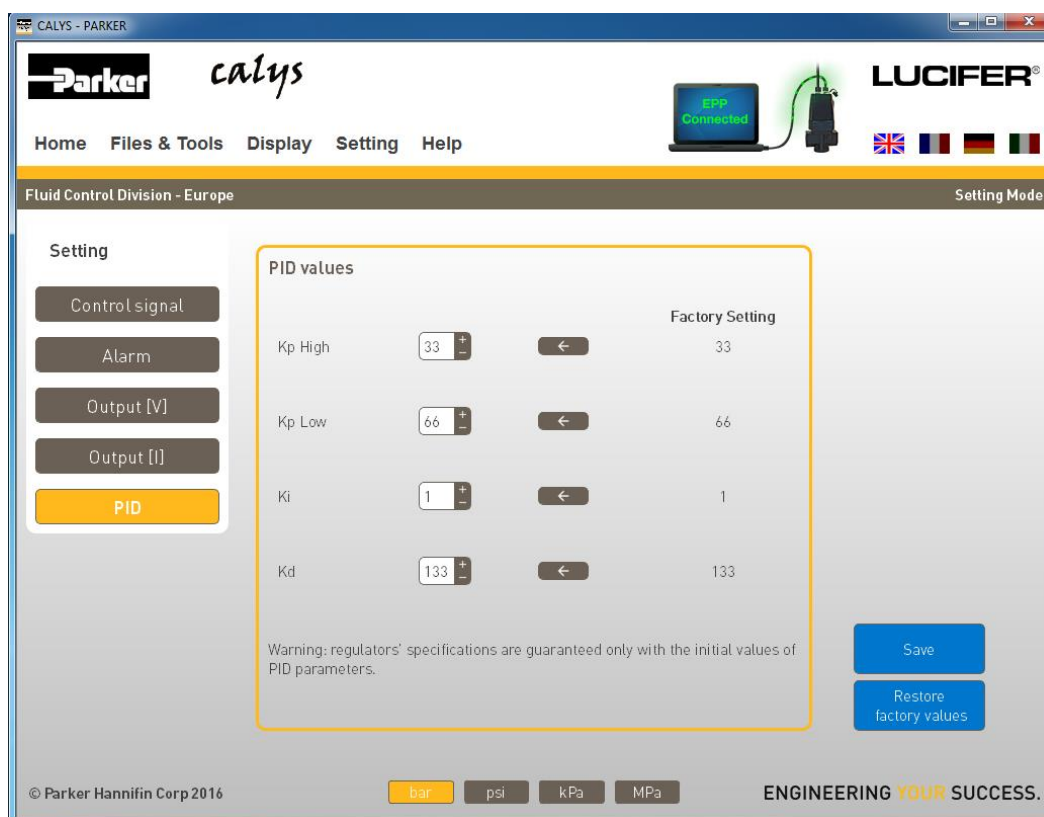 CALYS - PARKER
Parker
calys
EPP
Connected
LUCIFER®
Home Files & Tools Display Setting Help
Fluid Control Division - Europe
Setting Mode
Setting
Control signal
Alarm
Output [V]
Output [I]
PID
PID values
Factory Setting
Kp High 33 + - ← 33
Kp Low 66 + - ← 66
Ki 1 + - ← 1
Kd 133 + - ← 133
Warning: regulators' specifications are guaranteed only with the initial values of
PID parameters.
Save
Restore
factory values
© Parker Hannifin Corp 2016
bar psi kPa MPa
ENGINEERING YOUR SUCCESS.